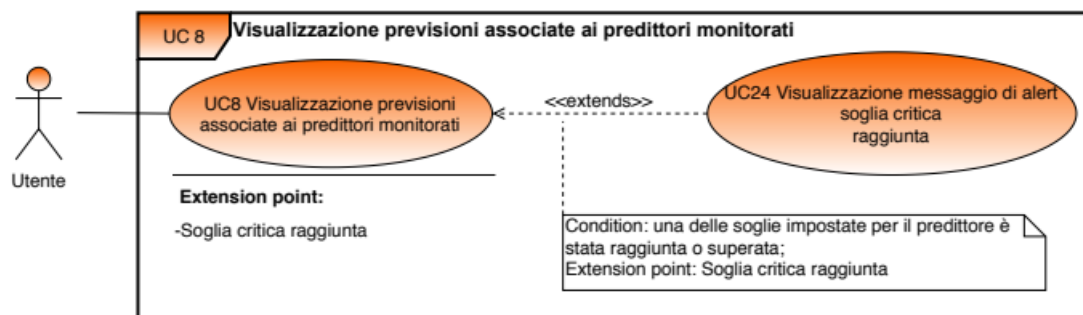 UC 8
Visualizzazione previsioni associate ai predittori monitorati
UC8 Visualizzazione previsioni
associate ai predittori monitorati
<<extends>>
UC24 Visualizzazione messaggio di alert
soglia critica
raggiunta
Utente
Extension point:
-Soglia critica raggiunta
Condition: una delle soglie impostate per il predittore è
stata raggiunta o superata;
Extension point: Soglia critica raggiunta